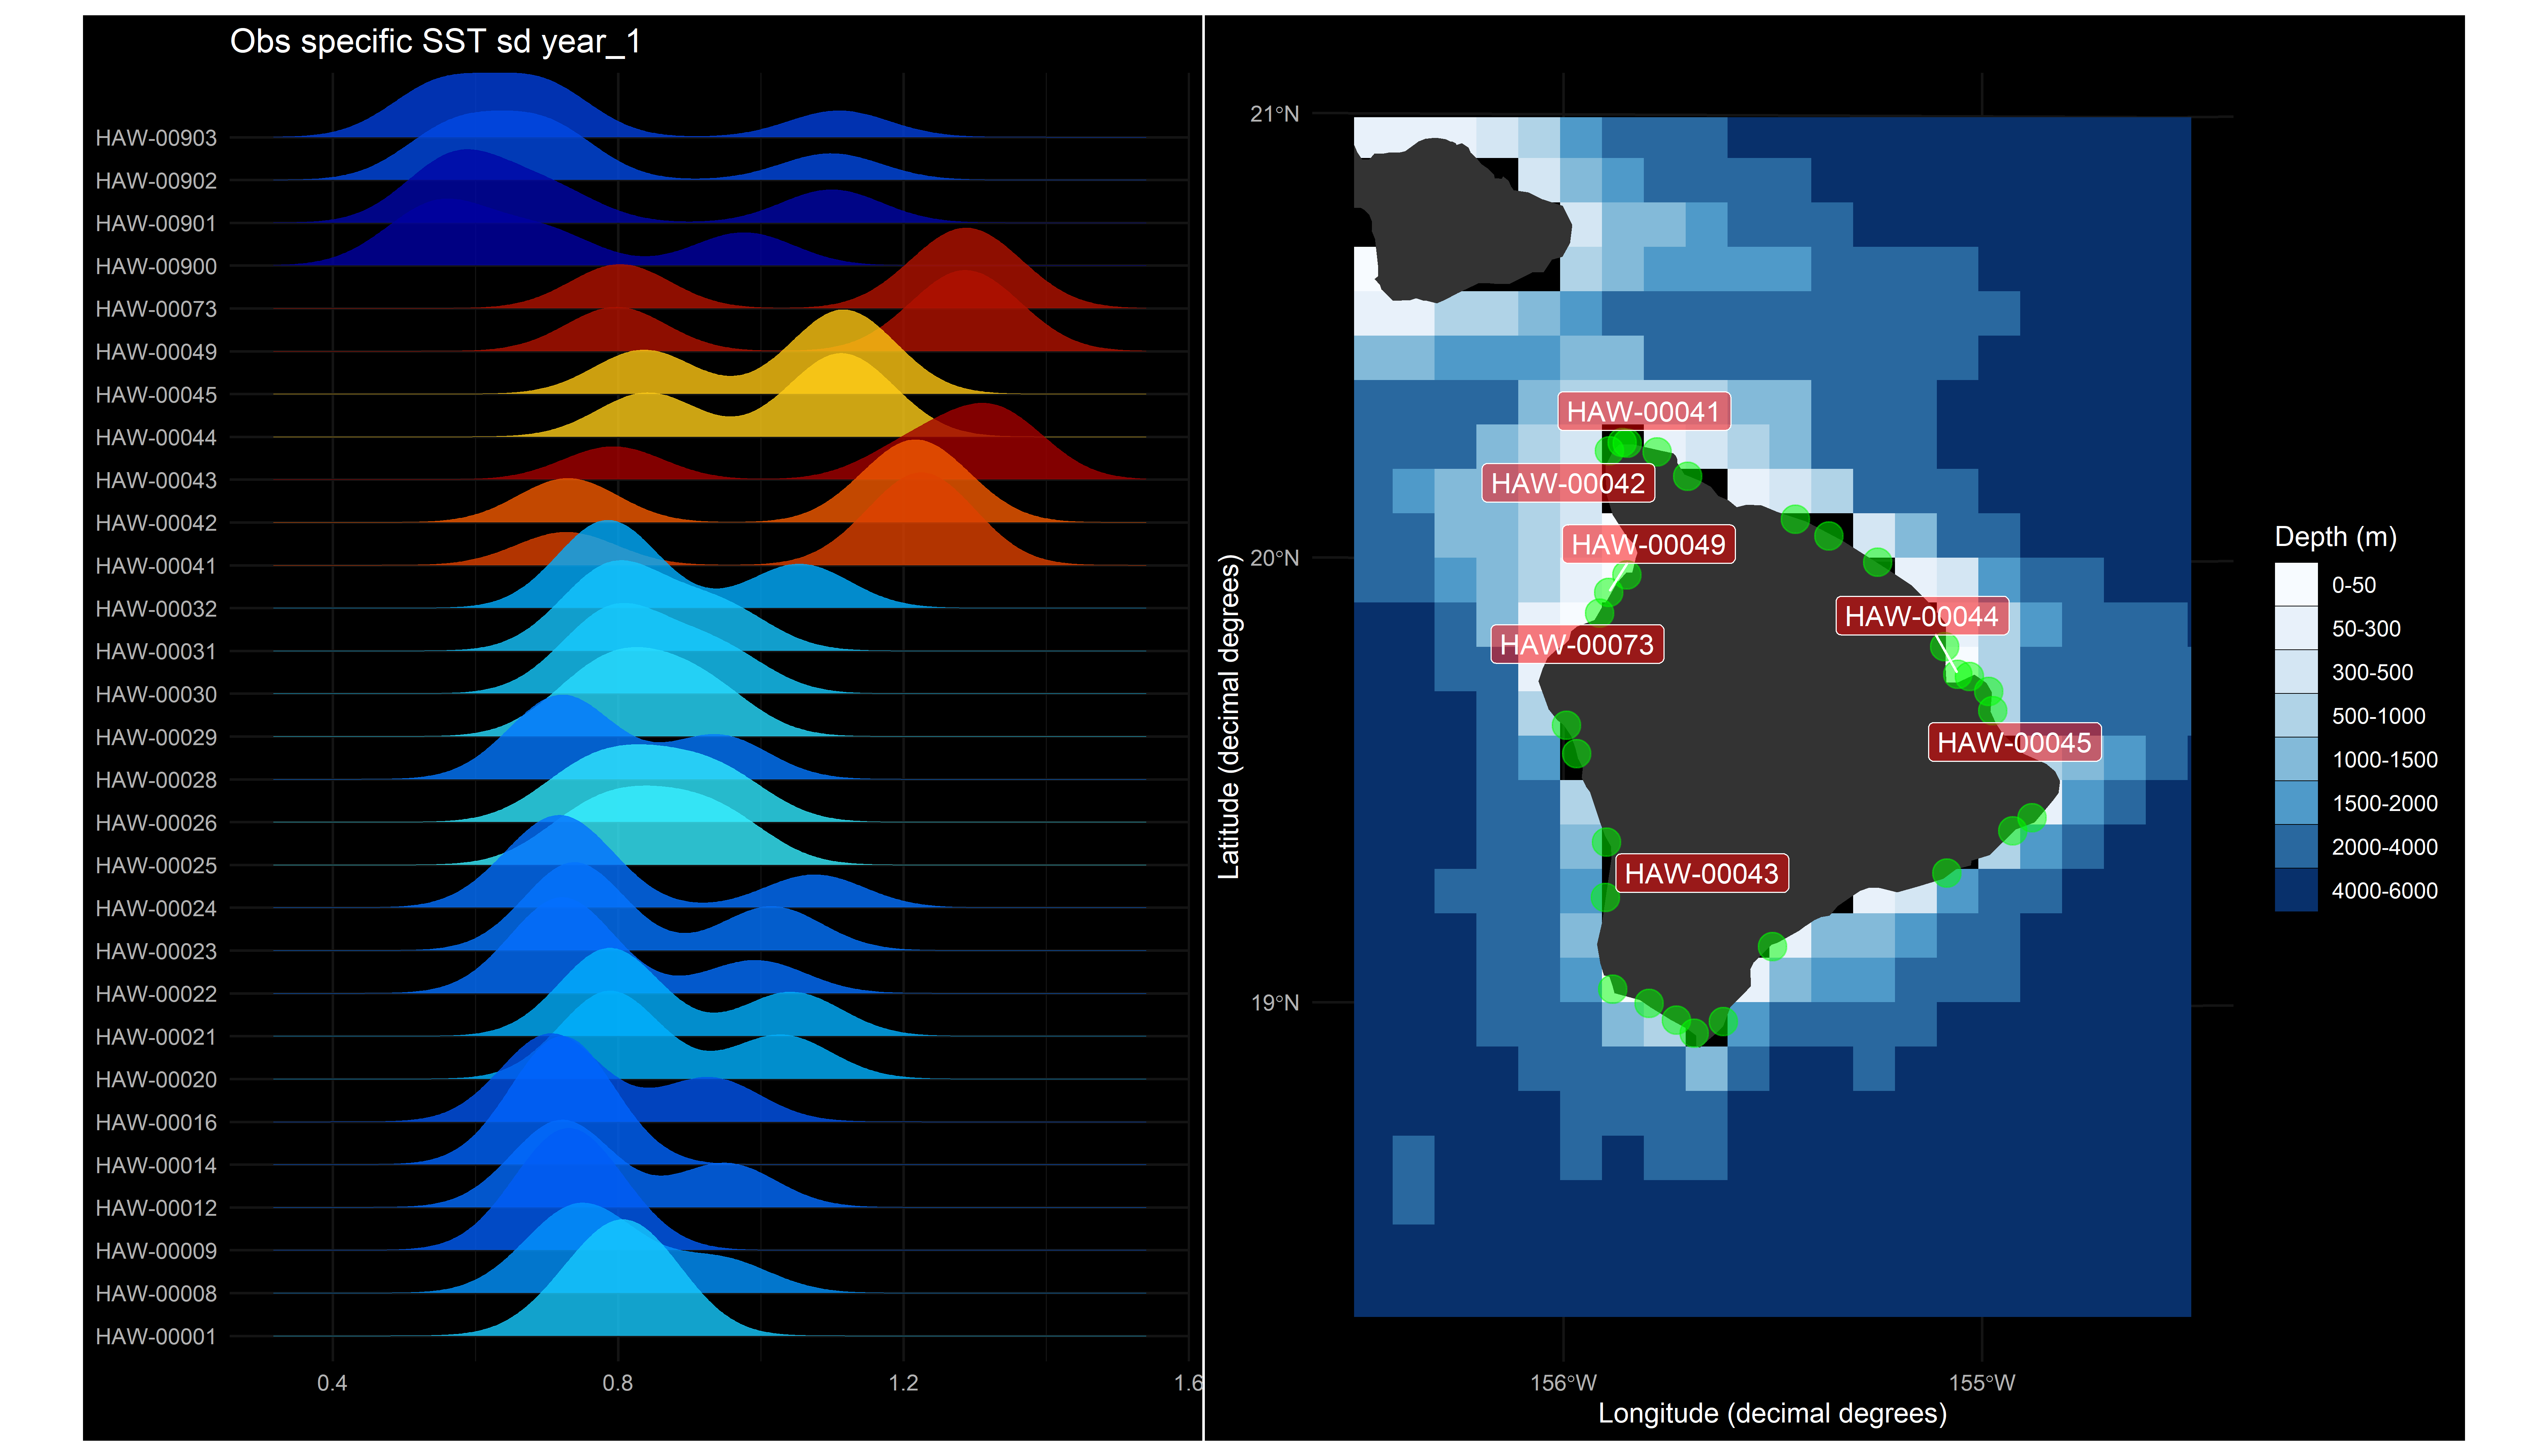 Obs specific SST sd year_1
HAW-00903
HAW-00902
HAW-00901
HAW-00900
HAW-00073
HAW-00049
HAW-00045
HAW-00044
HAW-00043
HAW-00042
HAW-00041
HAW-00032
HAW-00031
HAW-00030
HAW-00029
HAW-00028
HAW-00026
HAW-00025
HAW-00024
HAW-00023
HAW-00022
HAW-00021
HAW-00020
HAW-00016
HAW-00014
HAW-00012
HAW-00009
HAW-00008
HAW-00001
0.4 0.8 1.2 1.6
21°N
20°N
19°N
Latitude (decimal degrees)
HAW-00041
HAW-00042
HAW-00049
HAW-00044
HAW-00073
HAW-00045
HAW-00043
156°W 155°W
Longitude (decimal degrees)
Depth (m)
0-50
50-300
300-500
500-1000
1000-1500
1500-2000
2000-4000
4000-6000